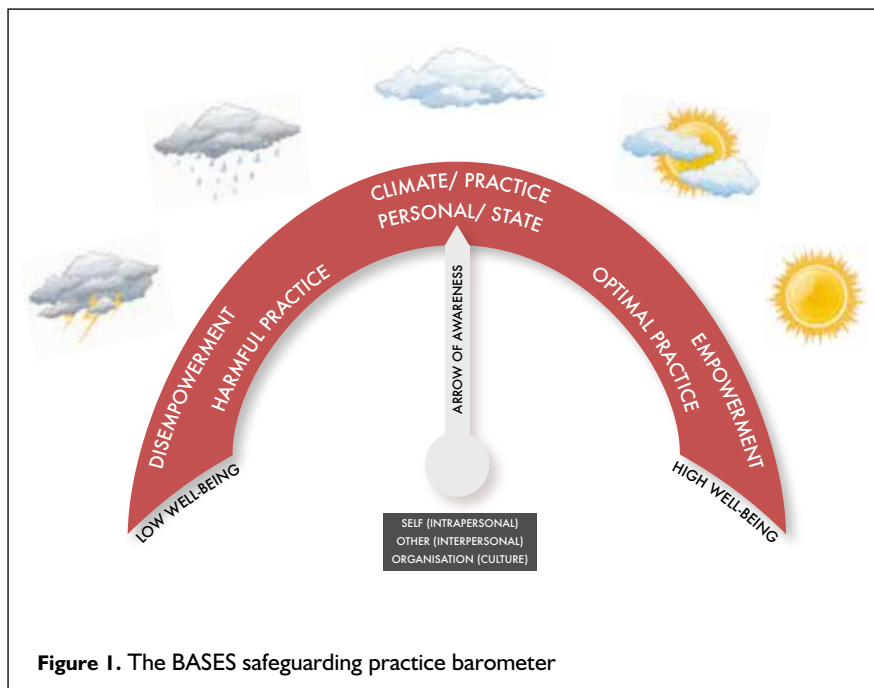 CLIMATE/ PRACTICE
PERSONAL/ STATE
DISEMPOWERMENT
HARMFUL PRACTICE
ARROW OF AWARENESS
OPTIMAL PRACTICE
EMPOWERMENT
LOW WELL-BEING
HIGH WELL-BEING
SELF (INTRAPERSONAL)
OTHER (INTERPERSONAL)
ORGANISATION (CULTURE)
Figure 1. The BASES safeguarding practice barometer